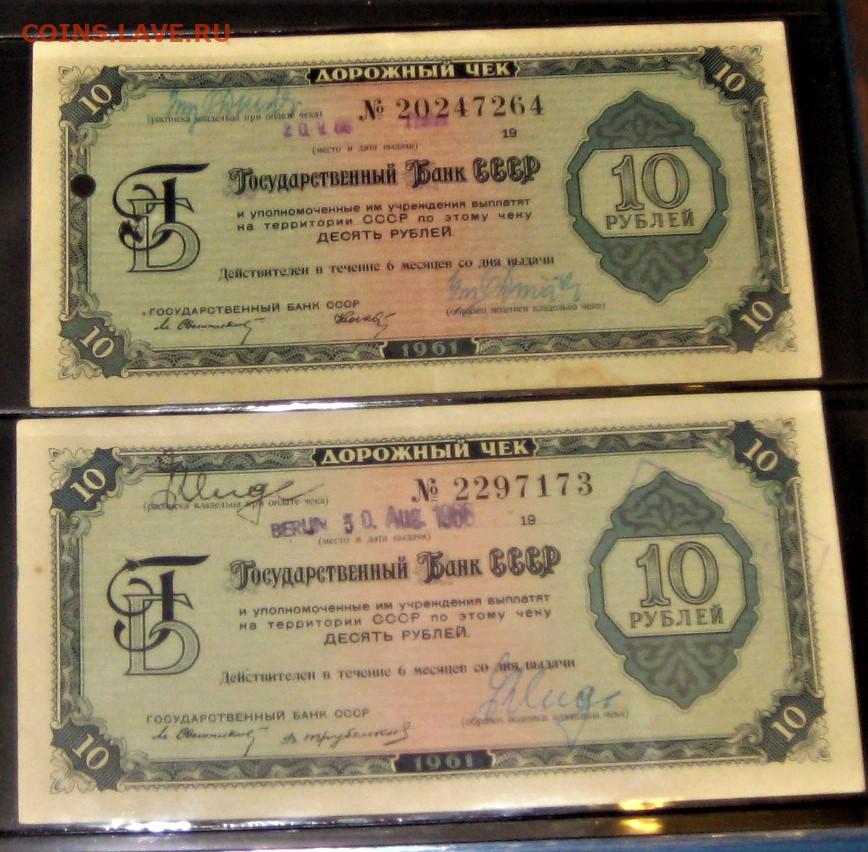 COINS.LAVE.RU
ДОРОЖНЫЙ ЧЕК
10
10
(расписка владельца при оплате чека)
№ 20247264
19
(место и дата выдачи)
ГБ
Государственный Банк СССР
10
РУБЛЕЙ
и уполномоченные им учреждения выплатят
на территории СССР по этому чеку
ДЕСЯТЬ РУБЛЕЙ.
Действителен в течение 6 месяцев со дня выдачи
ГОСУДАРСТВЕННЫЙ БАНК СССР
(образец подписи владельца чека)
10
10
1961
ДОРОЖНЫЙ ЧЕК
10
10
(расписка владельца при оплате чека)
№ 2297173
BERLIN 30. Aug. 1966
19
(место и дата выдачи)
ГБ
Государственный Банк СССР
10
РУБЛЕЙ
и уполномоченные им учреждения выплатят
на территории СССР по этому чеку
ДЕСЯТЬ РУБЛЕЙ.
Действителен в течение 6 месяцев со дня выдачи
ГОСУДАРСТВЕННЫЙ БАНК СССР
(образец подписи владельца чека)
10
10
1961